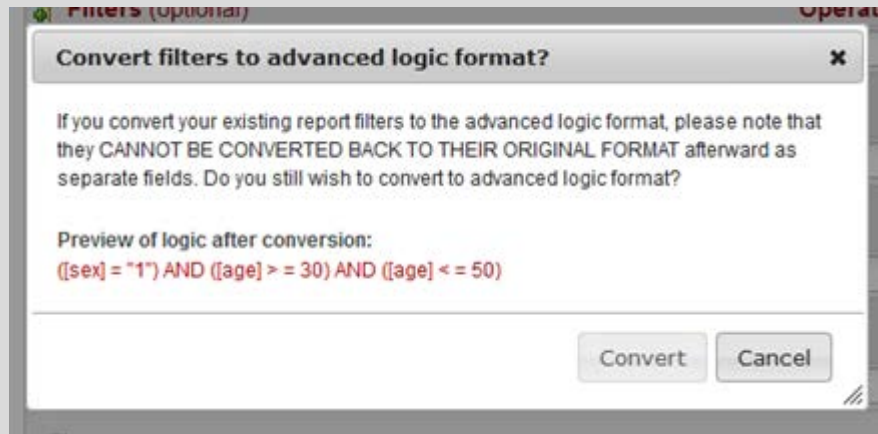 Filters (optional) Operat
Convert filters to advanced logic format? ×
If you convert your existing report filters to the advanced logic format, please note that
they CANNOT BE CONVERTED BACK TO THEIR ORIGINAL FORMAT afterward as
separate fields. Do you still wish to convert to advanced logic format?
Preview of logic after conversion:
([sex] = "1") AND ([age] > = 30) AND ([age] < = 50)
Convert Cancel